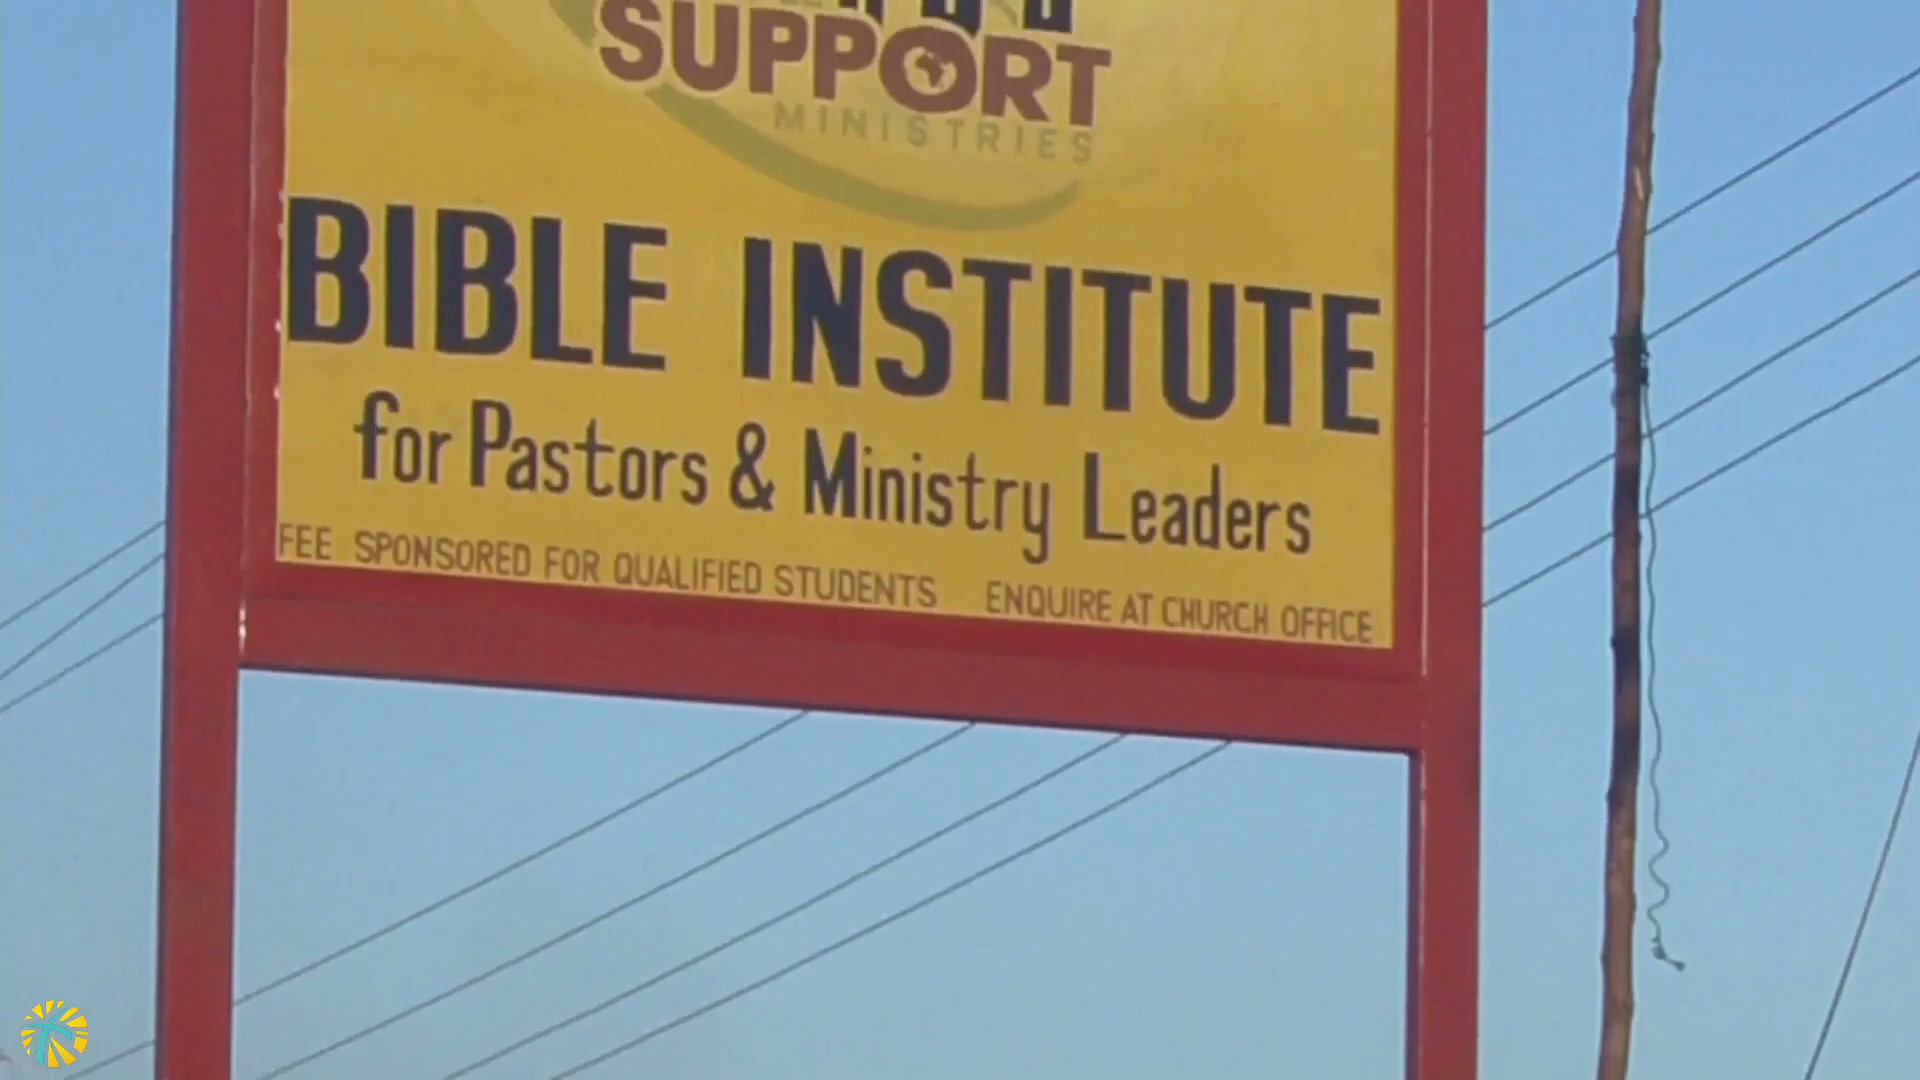 SUPPORT
MINISTRIES
BIBLE INSTITUTE
for Pastors & Ministry Leaders
FEE SPONSORED FOR QUALIFIED STUDENTS ENQUIRE AT CHURCH OFFICE